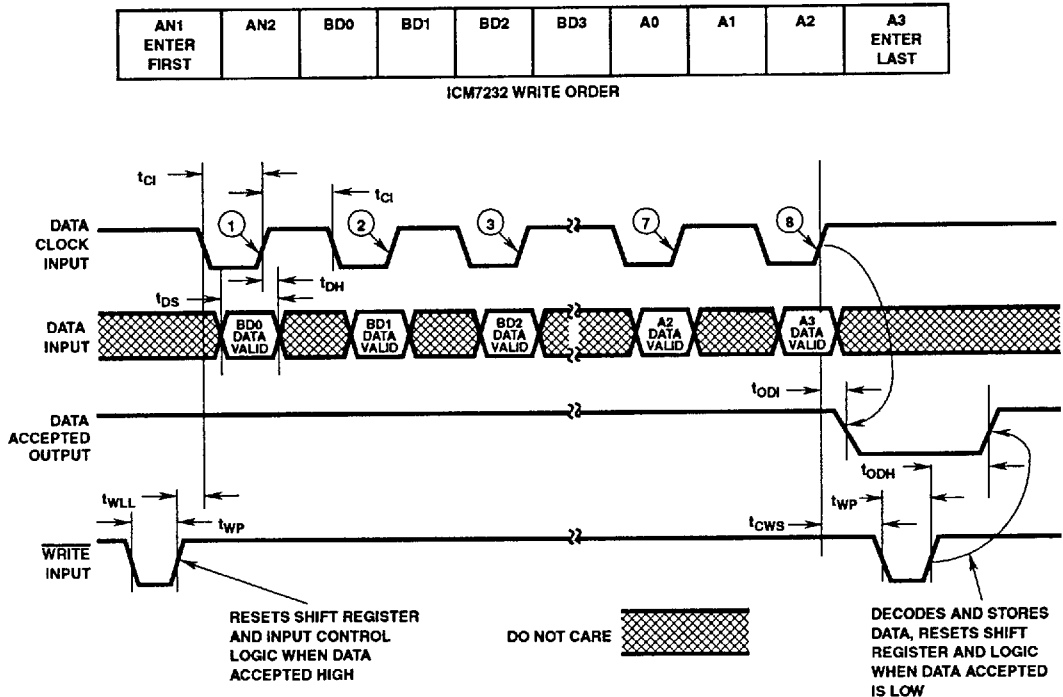 AN1 ENTER FIRST
AN2
BD0
BD1
BD2
BD3
A0
A1
A2
A3 ENTER LAST
ICM7232 WRITE ORDER
tCI
tCI
DATA CLOCK INPUT
1
2
3
7
8
tDS
tDH
DATA INPUT
BD0 DATA VALID
BD1 DATA VALID
BD2 DATA VALID
A2 DATA VALID
A3 DATA VALID
tODI
DATA ACCEPTED OUTPUT
tODH
tWLL
tWP
tCWS
tWP
WRITE INPUT
RESETS SHIFT REGISTER
AND INPUT CONTROL
LOGIC WHEN DATA
ACCEPTED HIGH
DO NOT CARE
DECODES AND STORES
DATA, RESETS SHIFT
REGISTER AND LOGIC
WHEN DATA ACCEPTED
IS LOW